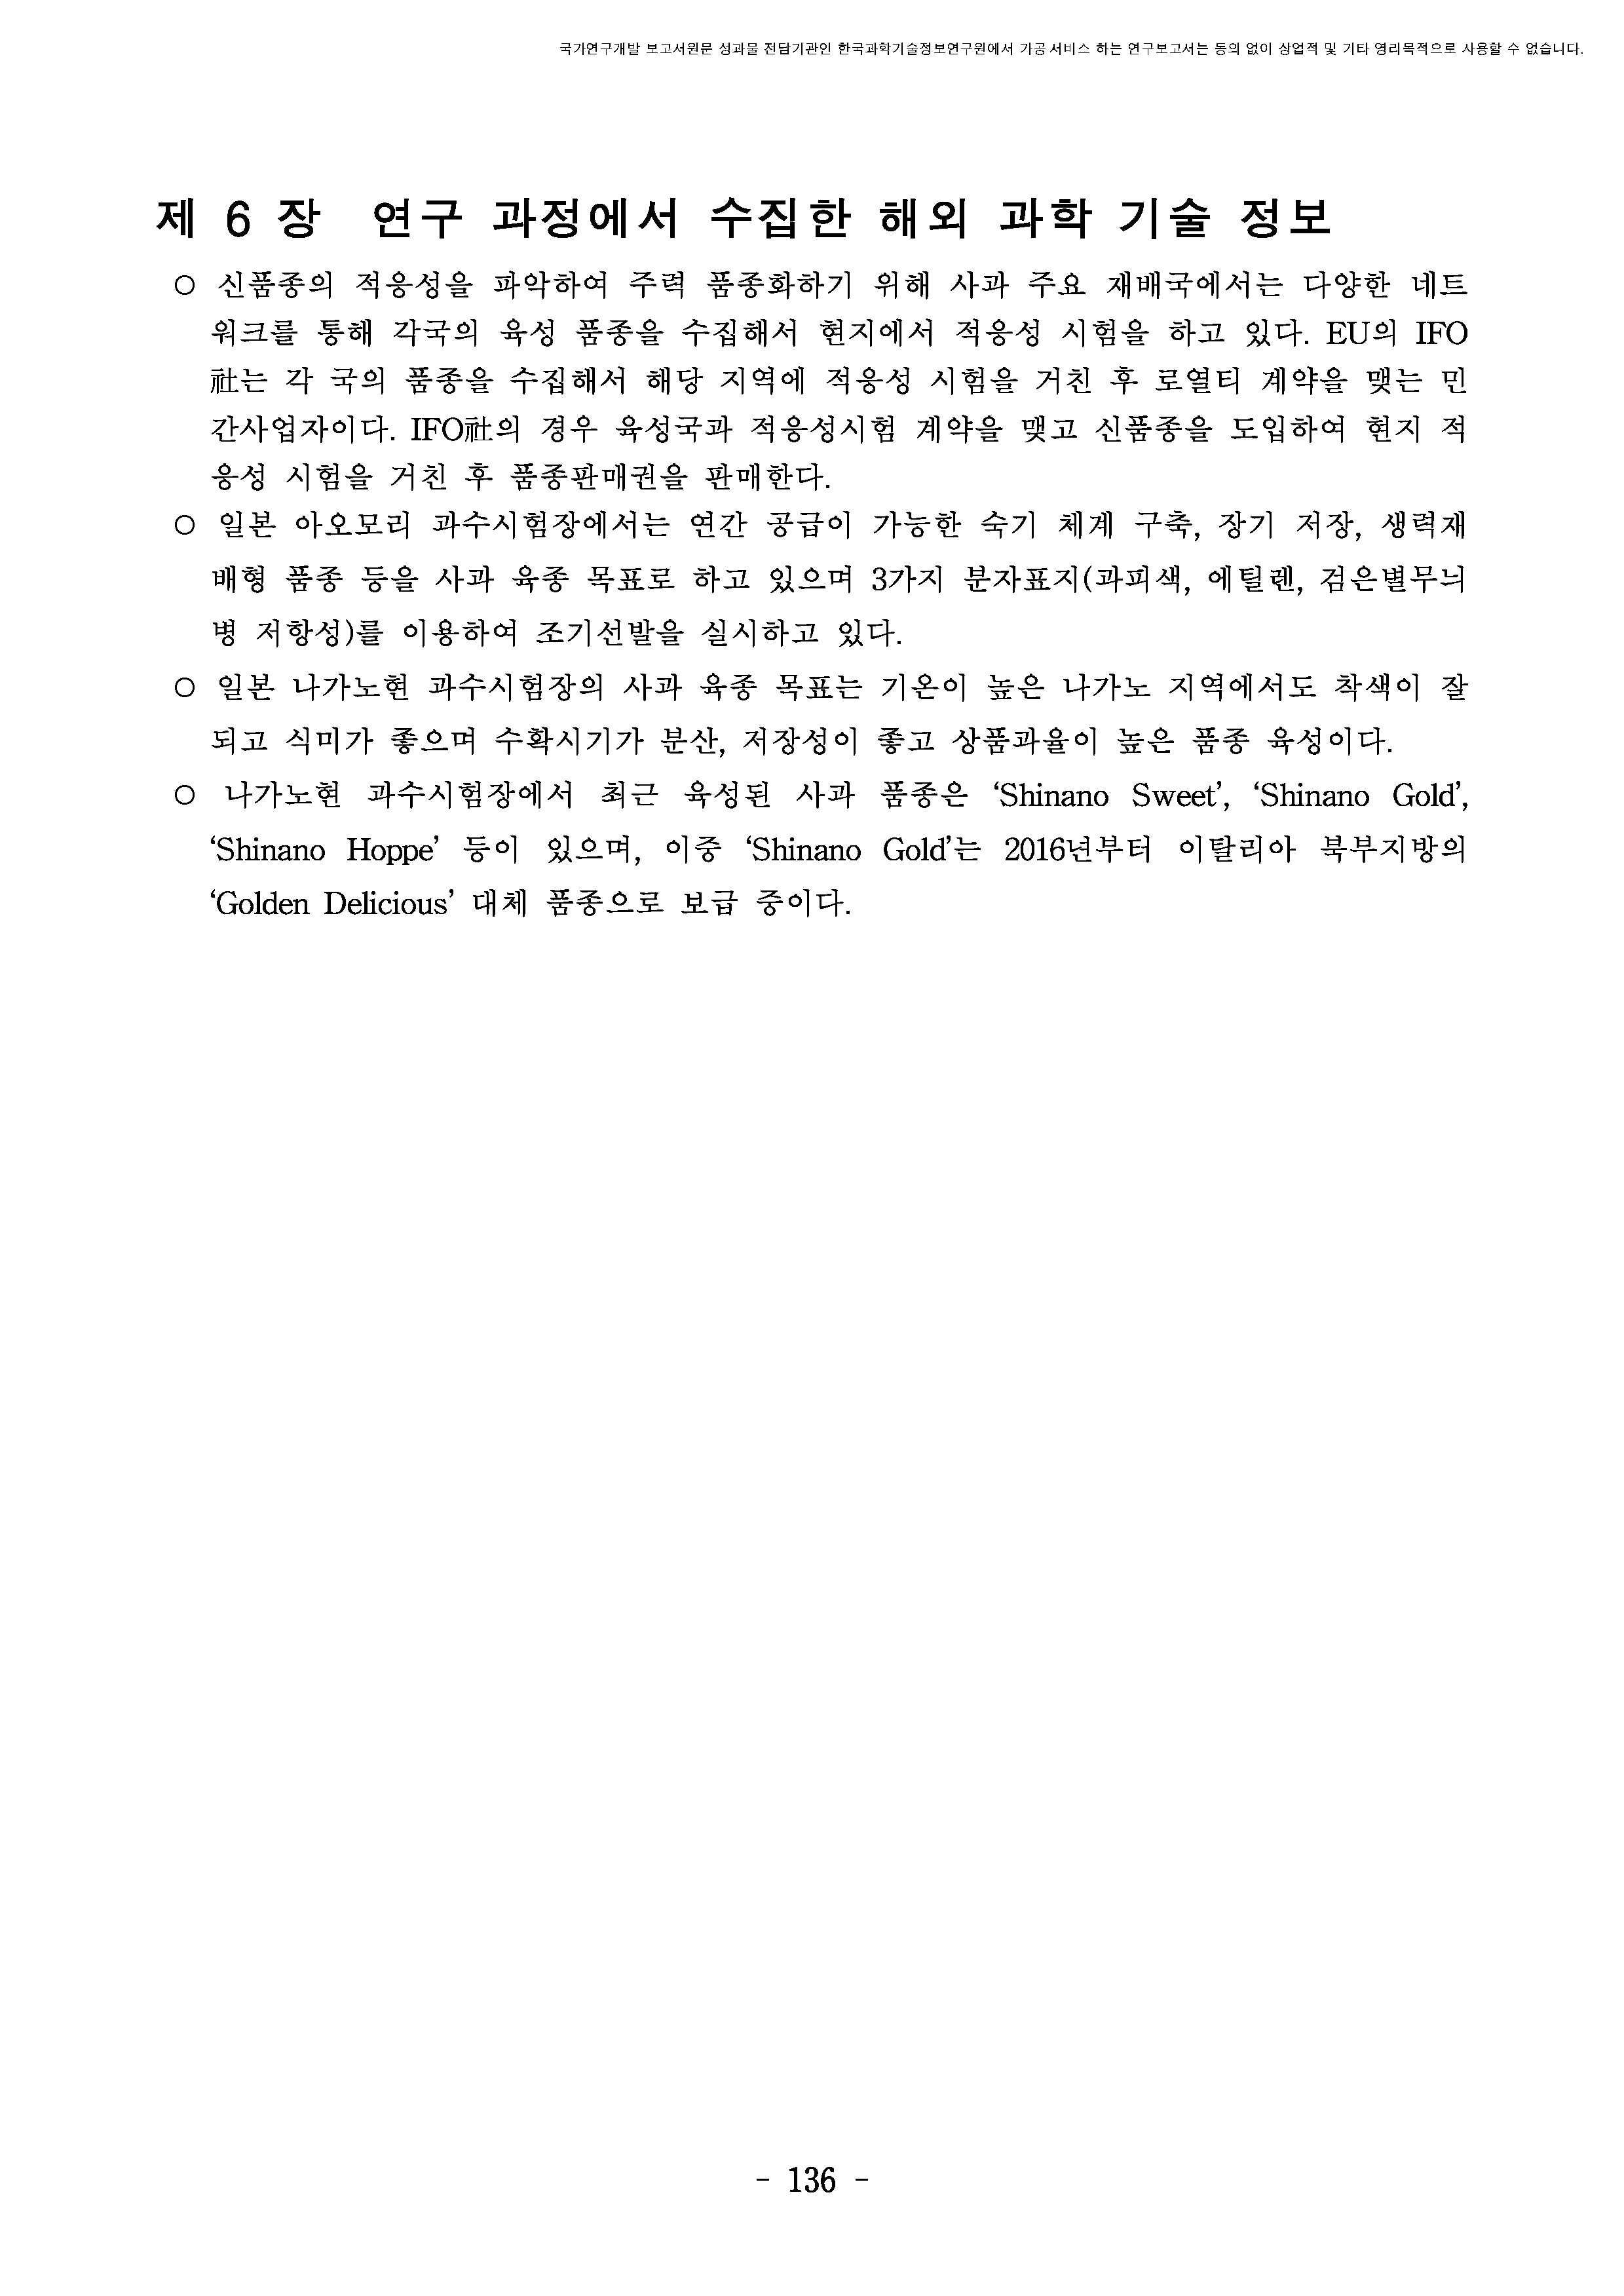 국가연구개발 보고서원문 성과물 전담기관인 한국과학기술정보연구원에서 가공·서비스 하는 연구보고서는 동의 없이 상업적 및 기타 영리목적으로 사용할 수 없습니다.
제 6 장 연구 과정에서 수집한 해외 과학 기술 정보
○ 신품종의 적응성을 파악하여 주력 품종화하기 위해 사과 주요 재배국에서는 다양한 네트
워크를 통해 각국의 육성 품종을 수집해서 현지에서 적응성 시험을 하고 있다. EU의 IFO
社는 각 국의 품종을 수집해서 해당 지역에 적응성 시험을 거친 후 로열티 계약을 맺는 민
간사업자이다. IFO社의 경우 육성국과 적응성시험 계약을 맺고 신품종을 도입하여 현지 적
응성 시험을 거친 후 품종판매권을 판매한다.
○ 일본 아오모리 과수시험장에서는 연간 공급이 가능한 숙기 체계 구축, 장기 저장, 생력재
배형 품종 등을 사과 육종 목표로 하고 있으며 3가지 분자표지(과피색, 에틸렌, 검은별무늬
병 저항성)를 이용하여 조기선발을 실시하고 있다.
○ 일본 나가노현 과수시험장의 사과 육종 목표는 기온이 높은 나가노 지역에서도 착색이 잘
되고 식미가 좋으며 수확시기가 분산, 저장성이 좋고 상품과율이 높은 품종 육성이다.
○ 나가노현 과수시험장에서 최근 육성된 사과 품종은 ‘Shinano Sweet’, ‘Shinano Gold’,
‘Shinano Hoppe’ 등이 있으며, 이중 ‘Shinano Gold’는 2016년부터 이탈리아 북부지방의
‘Golden Delicious’ 대체 품종으로 보급 중이다.
- 136 -